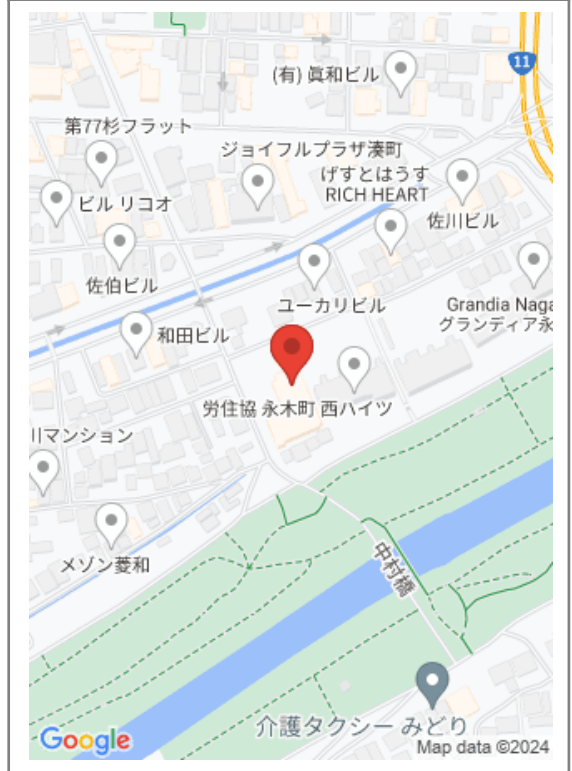 (有) 眞和ビル
11
第77杉フラット
ジョイフルプラザ湊町
げすとはうす
RICH HEART
ビル リコオ
佐川ビル
佐伯ビル
ユーカリビル
Grandia Naga
グランディア永
和田ビル
労住協 永木町 西ハイツ
川マンション
メゾン菱和
中村橋
介護タクシー みどり
Google
Map data ©2024